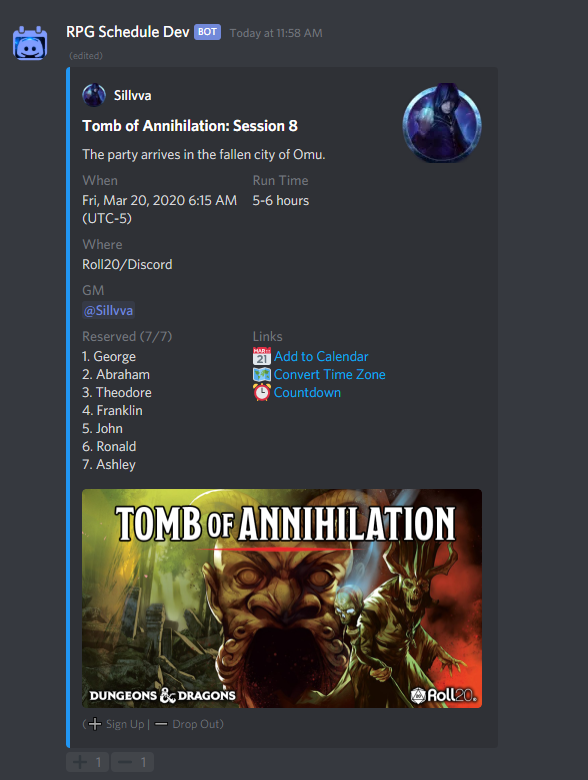 RPG Schedule Dev BOT Today at 11:58 AM
(edited)
Sillvva
Tomb of Annihilation: Session 8
The party arrives in the fallen city of Omu.
When Run Time
Fri, Mar 20, 2020 6:15 AM 5-6 hours
(UTC-5)
Where
Roll20/Discord
GM
@Sillvva
Reserved (7/7) Links
1. George MAR 21 Add to Calendar
2. Abraham Convert Time Zone
3. Theodore Countdown
4. Franklin
5. John
6. Ronald
7. Ashley
TOMB OF ANNIHILATION
DUNGEONS & DRAGONS Roll20
( + Sign Up | − Drop Out)
+ 1 − 1